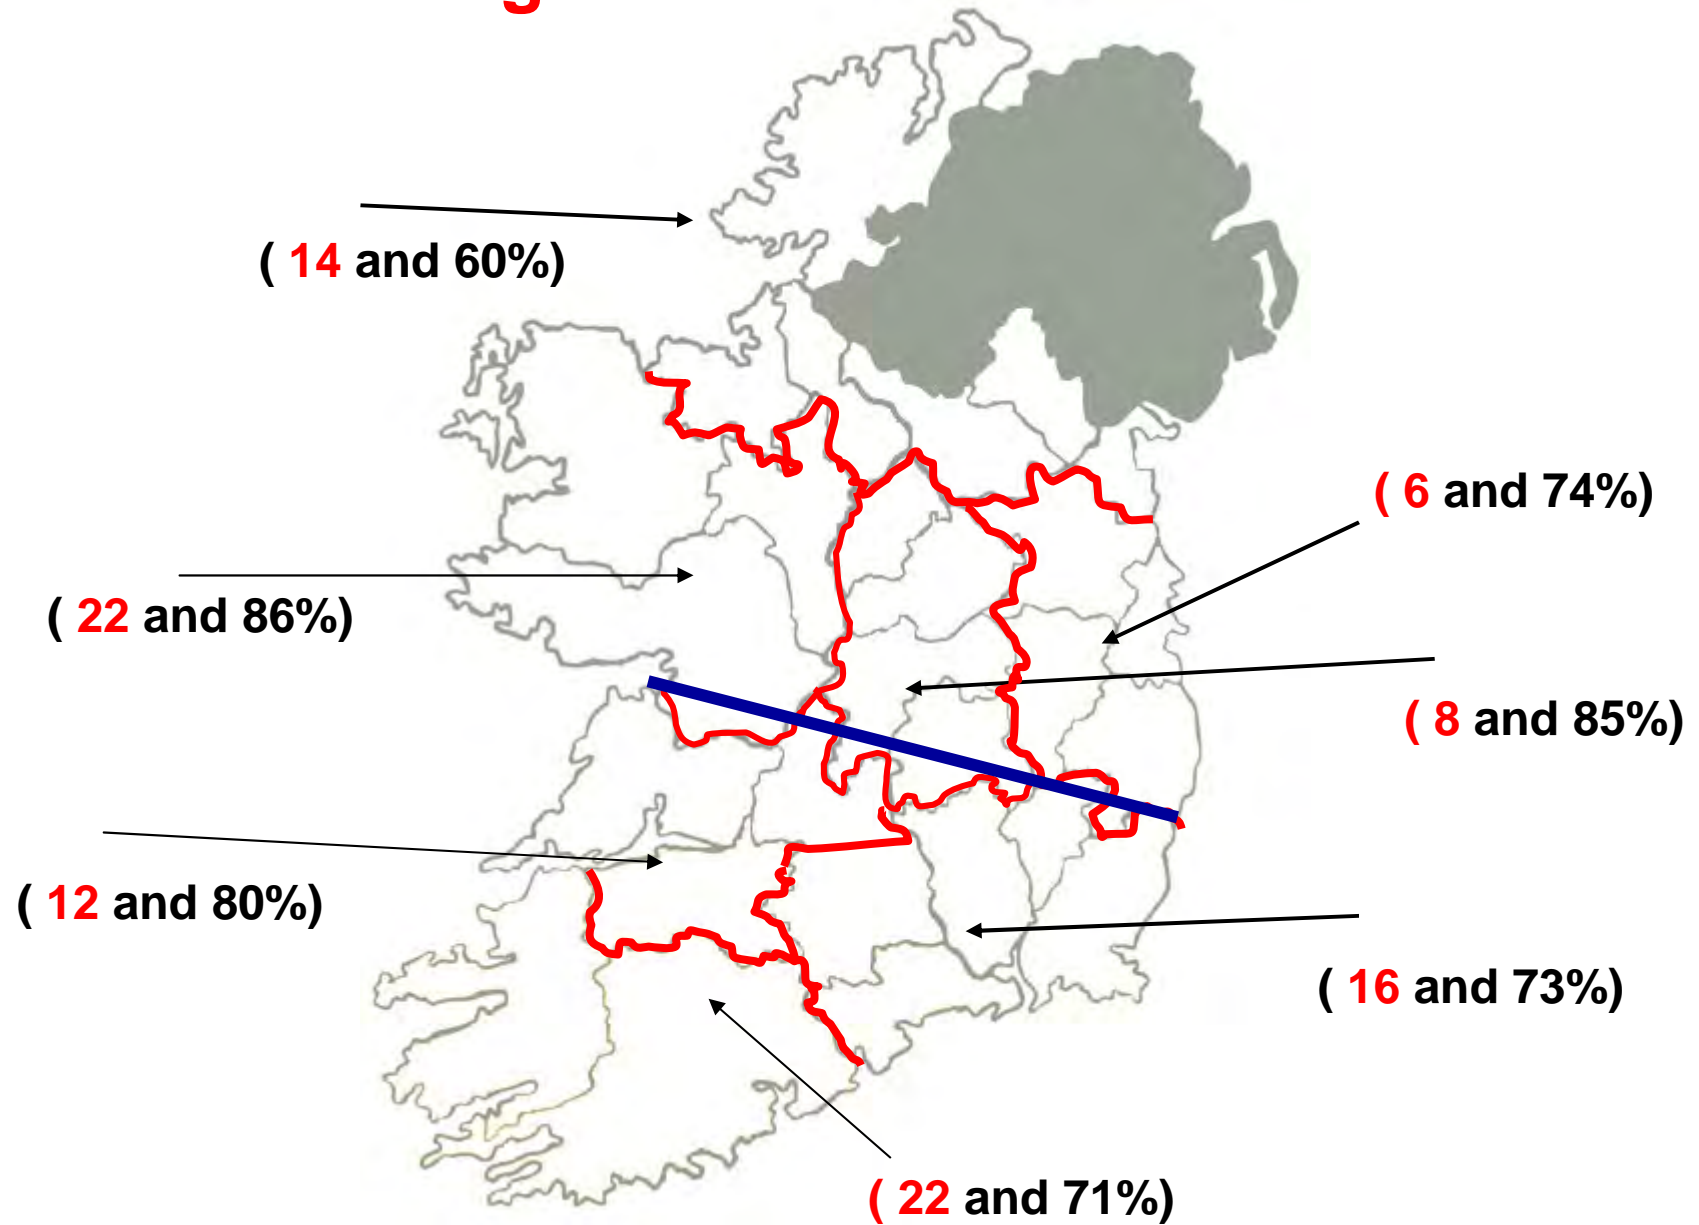 g
( 14 and 60%)
( 6 and 74%)
( 22 and 86%)
( 8 and 85%)
( 12 and 80%)
( 16 and 73%)
( 22 and 71%)